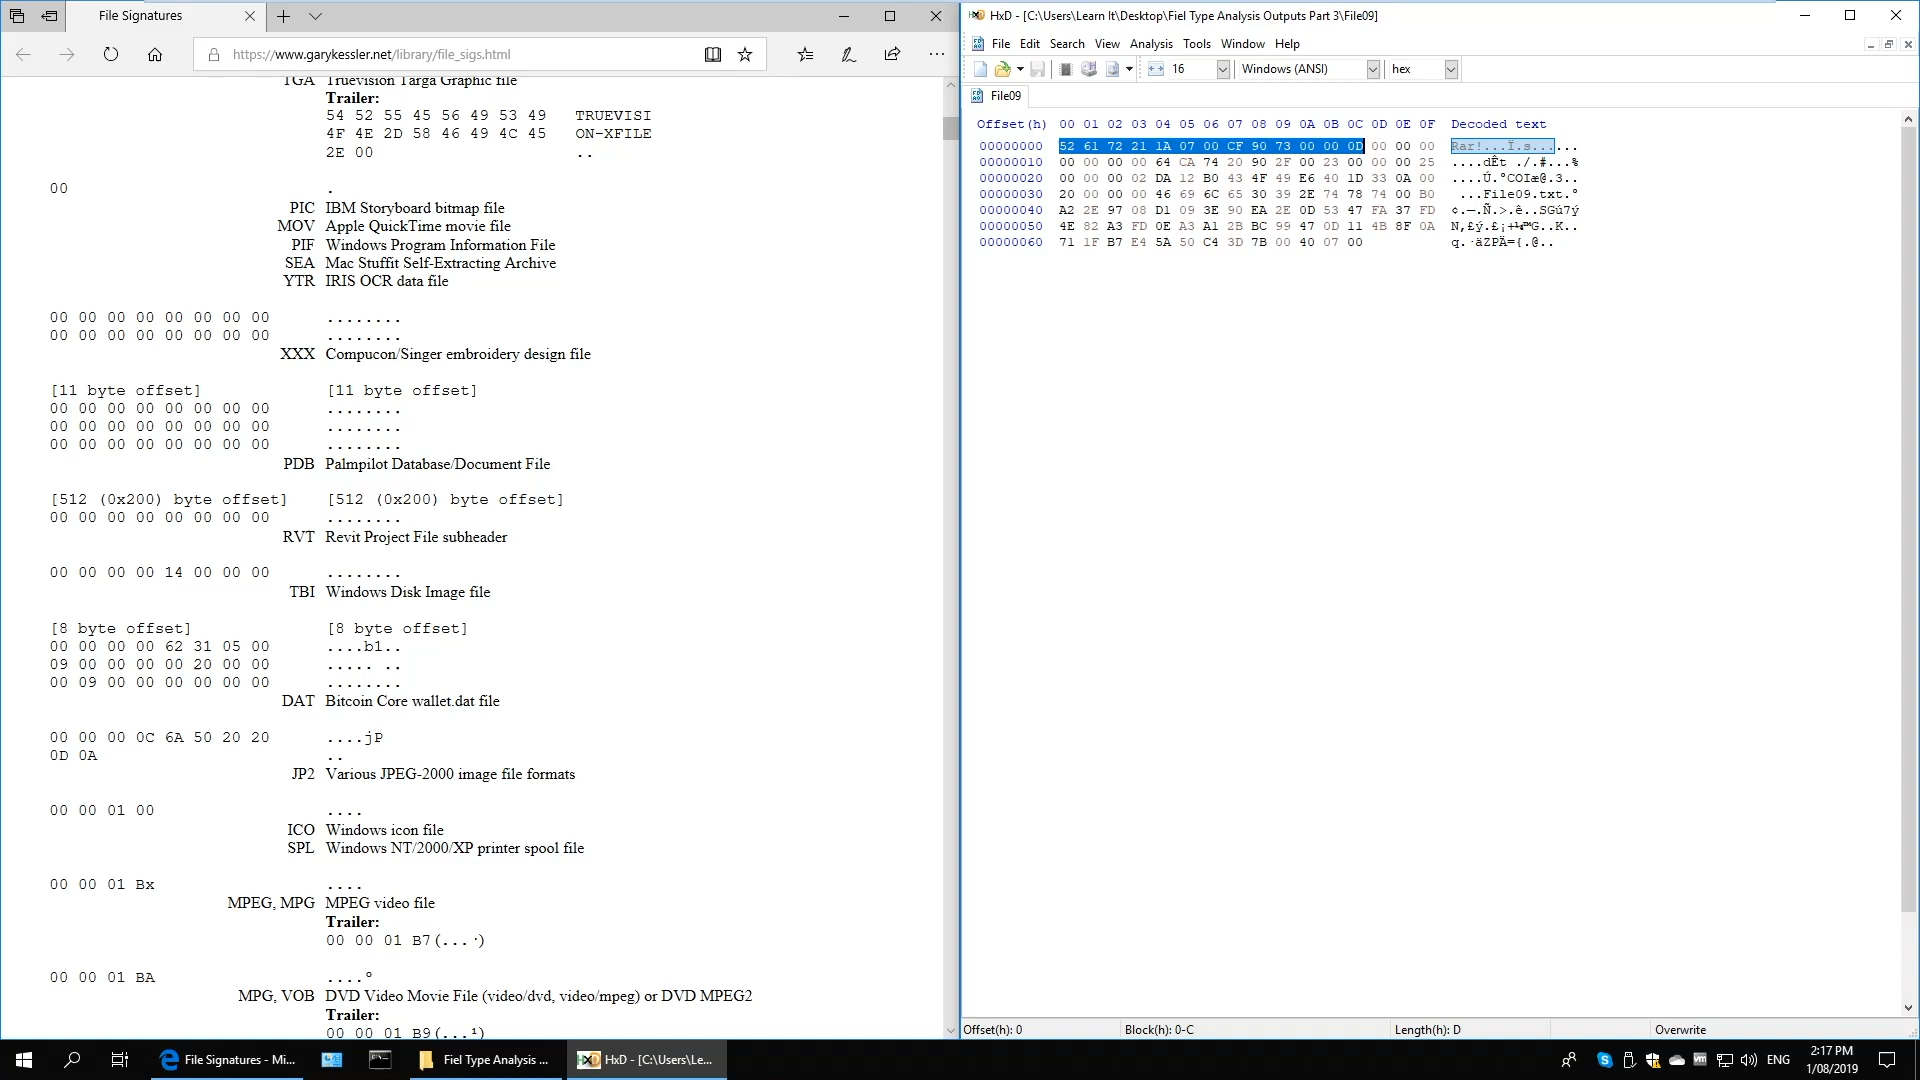 File Signatures
https://www.garykessler.net/library/file_sigs.html
TGA Truevision Targa Graphic file
Trailer:
54 52 55 45 56 49 53 49 TRUEVISI
4F 4E 2D 58 46 49 4C 45 ON-XFILE
2E 00 ..
00 .
PIC IBM Storyboard bitmap file
MOV Apple QuickTime movie file
PIF Windows Program Information File
SEA Mac Stuffit Self-Extracting Archive
YTR IRIS OCR data file
00 00 00 00 00 00 00 00 ........
00 00 00 00 00 00 00 00 ........
XXX Compucon/Singer embroidery design file
[11 byte offset] [11 byte offset]
00 00 00 00 00 00 00 00 ........
00 00 00 00 00 00 00 00 ........
00 00 00 00 00 00 00 00 ........
PDB Palmpilot Database/Document File
[512 (0x200) byte offset] [512 (0x200) byte offset]
00 00 00 00 00 00 00 00 ........
RVT Revit Project File subheader
00 00 00 00 14 00 00 00 ........
TBI Windows Disk Image file
[8 byte offset] [8 byte offset]
00 00 00 00 62 31 05 00 ....b1..
09 00 00 00 00 20 00 00 ..... ..
00 09 00 00 00 00 00 00 ........
DAT Bitcoin Core wallet.dat file
00 00 00 0C 6A 50 20 20 ....jP
0D 0A ..
JP2 Various JPEG-2000 image file formats
00 00 01 00 ....
ICO Windows icon file
SPL Windows NT/2000/XP printer spool file
00 00 01 Bx ....
MPEG, MPG MPEG video file
Trailer:
00 00 01 B7 (...·)
00 00 01 BA ....º
MPG, VOB DVD Video Movie File (video/dvd, video/mpeg) or DVD MPEG2
Trailer:
00 00 01 B9 (...¹)
HxD - [C:\Users\Learn It\Desktop\Fiel Type Analysis Outputs Part 3\File09]
File Edit Search View Analysis Tools Window Help
16 Windows (ANSI) hex
File09
Offset(h) 00 01 02 03 04 05 06 07 08 09 0A 0B 0C 0D 0E 0F Decoded text
00000000 52 61 72 21 1A 07 00 CF 90 73 00 00 0D 00 00 00 Rar!...Ï.s......
00000010 00 00 00 00 64 CA 74 20 90 2F 00 23 00 00 00 25 ....dÊt ./.#...%
00000020 00 00 00 02 DA 12 B0 43 4F 49 E6 40 1D 33 0A 00 ....Ú.°COIæ@.3..
00000030 20 00 00 00 46 69 6C 65 30 39 2E 74 78 74 00 B0 ...File09.txt.°
00000040 A2 2E 97 08 D1 09 3E 90 EA 2E 0D 53 47 FA 37 FD ¢.—.Ñ.>.ê..SGú7ý
00000050 4E 82 A3 FD 0E A3 A1 2B BC 99 47 0D 11 4B 8F 0A N‚£ý.£¡+¼™G..K..
00000060 71 1F B7 E4 5A 50 C4 3D 7B 00 40 07 00 q.·äZPÄ={.@..
Offset(h): 0 Block(h): 0-C Length(h): D Overwrite
File Signatures - Mi...
Fiel Type Analysis ...
HxD - [C:\Users\Le...
ENG
2:17 PM
1/08/2019